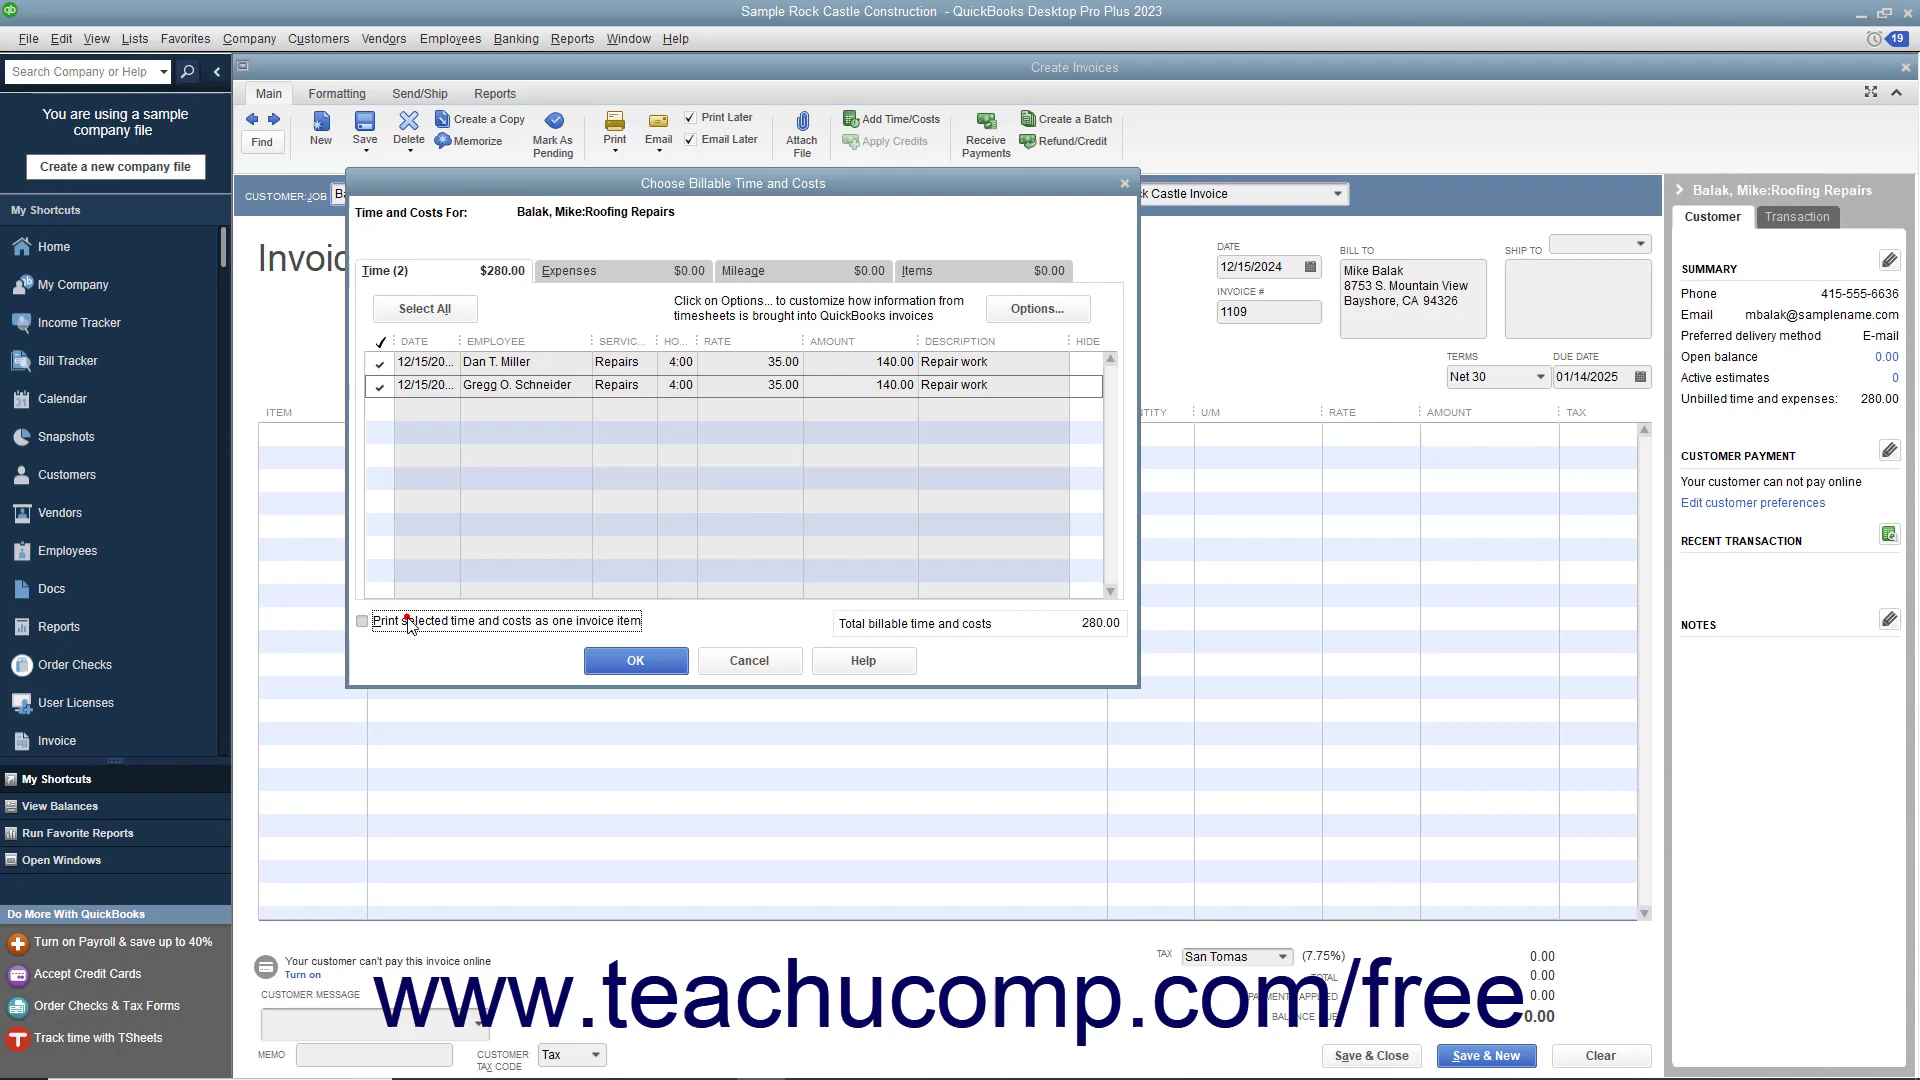 Sample Rock Castle Construction - QuickBooks Desktop Pro Plus 2023
File Edit View Lists Favorites Company Customers Vendors Employees Banking Reports Window Help
19
Search Company or Help
Create Invoices
You are using a sample
company file
Create a new company file
Main Formatting Send/Ship Reports
Find
New
Save
Delete
Create a Copy
Memorize
Mark As
Pending
Print
Email
Print Later
Email Later
Attach
File
Add Time/Costs
Apply Credits
Receive
Payments
Create a Batch
Refund/Credit
My Shortcuts
Home
My Company
Income Tracker
Bill Tracker
Calendar
Snapshots
Customers
Vendors
Employees
Docs
Reports
Order Checks
User Licenses
Invoice
My Shortcuts
View Balances
Run Favorite Reports
Open Windows
Do More With QuickBooks
Turn on Payroll & save up to 40%
Accept Credit Cards
Order Checks & Tax Forms
Track time with TSheets
CUSTOMER:JOB
Castle Invoice
Choose Billable Time and Costs
Time and Costs For: Balak, Mike:Roofing Repairs
Time (2) $280.00 Expenses $0.00 Mileage $0.00 Items $0.00
Select All
Click on Options... to customize how information from
timesheets is brought into QuickBooks invoices
Options...
DATE EMPLOYEE SERVIC... HO... RATE AMOUNT DESCRIPTION HIDE
12/15/20... Dan T. Miller Repairs 4:00 35.00 140.00 Repair work
12/15/20... Gregg O. Schneider Repairs 4:00 35.00 140.00 Repair work
Print selected time and costs as one invoice item
Total billable time and costs 280.00
OK Cancel Help
DATE
12/15/2024
INVOICE #
1109
BILL TO
Mike Balak
8753 S. Mountain View
Bayshore, CA 94326
SHIP TO
TERMS
Net 30
DUE DATE
01/14/2025
ITEM U/M RATE AMOUNT TAX
Balak, Mike:Roofing Repairs
Customer Transaction
SUMMARY
Phone 415-555-6636
Email mbalak@samplename.com
Preferred delivery method E-mail
Open balance 0.00
Active estimates 0
Unbilled time and expenses: 280.00
CUSTOMER PAYMENT
Your customer can not pay online
Edit customer preferences
RECENT TRANSACTION
NOTES
Your customer can't pay this invoice online
Turn on
CUSTOMER MESSAGE
MEMO
CUSTOMER
TAX CODE
Tax
TAX San Tomas (7.75%) 0.00
TOTAL 0.00
0.00
0.00
www.teachucomp.com/free
Save & Close Save & New Clear